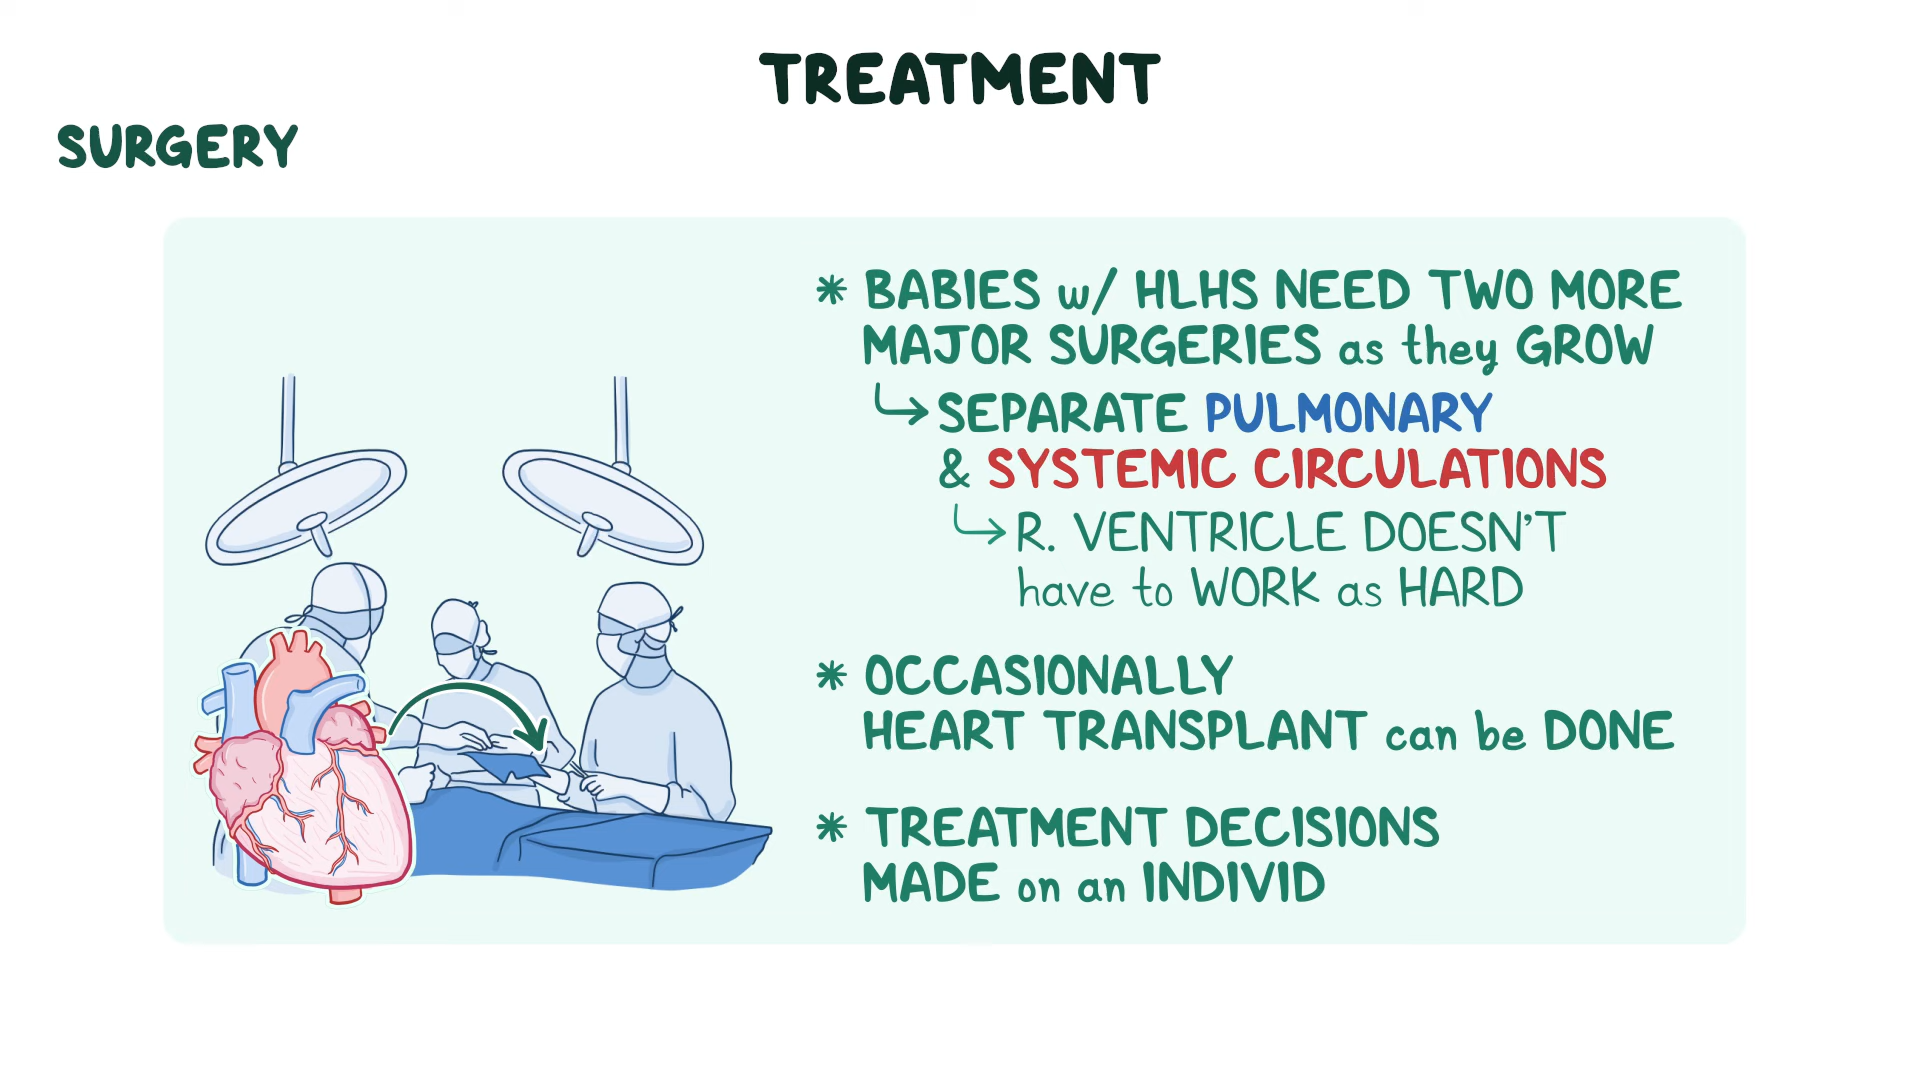 TREATMENT
SURGERY
* BABIES w/ HLHS NEED TWO MORE
MAJOR SURGERIES as they GROW
↳ SEPARATE PULMONARY
& SYSTEMIC CIRCULATIONS
↳ R. VENTRICLE DOESN'T
have to WORK as HARD
* OCCASIONALLY
HEART TRANSPLANT can be DONE
* TREATMENT DECISIONS
MADE on an INDIVID